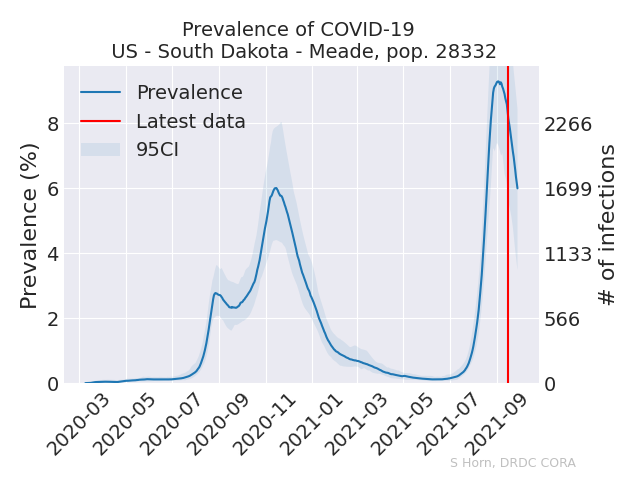 Prevalence of COVID-19
US - South Dakota - Meade, pop. 28332
Prevalence
Latest data
95CI
Prevalence (%)
8
6
4
2
0
2266
1699
1133
566
0
# of infections
2020-03
2020-05
2020-07
2020-09
2020-11
2021-01
2021-03
2021-05
2021-07
2021-09
S Horn, DRDC CORA